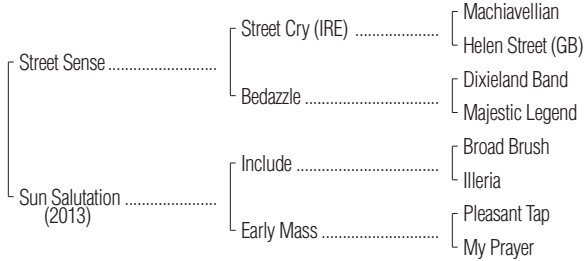 Machiavellian
Street Cry (IRE) ....................
Helen Street (GB)
Street Sense ..........................
Dixieland Band
Bedazzle ................................
Majestic Legend
Broad Brush
Include ..................................
Illeria
Sun Salutation ......................
(2013)
Pleasant Tap
Early Mass ............................
My Prayer